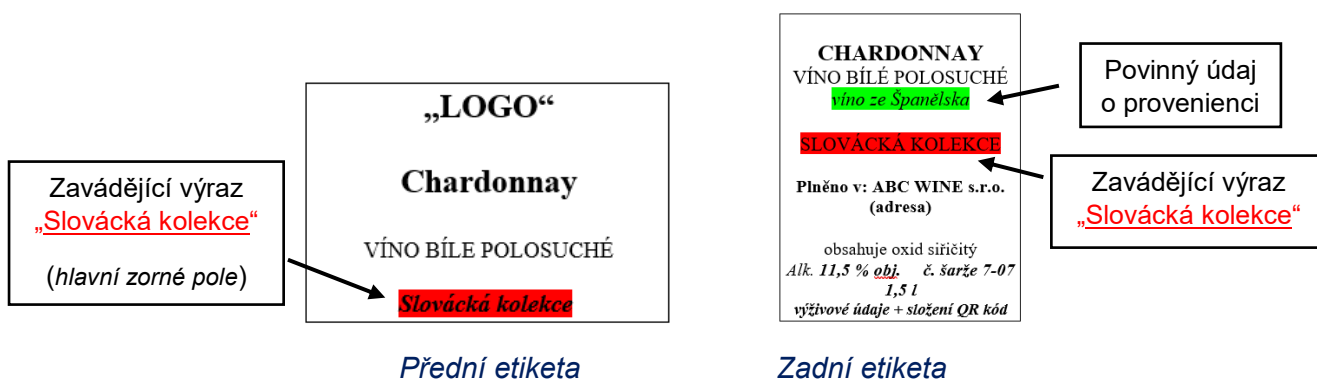 Zavádějící výraz
„Slovácká kolekce“
(hlavní zorné pole)
„LOGO“
Chardonnay
VÍNO BÍLE POLOSUCHÉ
Slovácká kolekce
Přední etiketa
CHARDONNAY
VÍNO BÍLÉ POLOSUCHÉ
víno ze Španělska
SLOVÁCKÁ KOLEKCE
Plněno v: ABC WINE s.r.o.
(adresa)
obsahuje oxid siřičitý
Alk. 11,5 % obj. č. šarže 7-07
1,5 l
výživové údaje + složení QR kód
Zadní etiketa
Povinný údaj
o provenienci
Zavádějící výraz
„Slovácká kolekce“